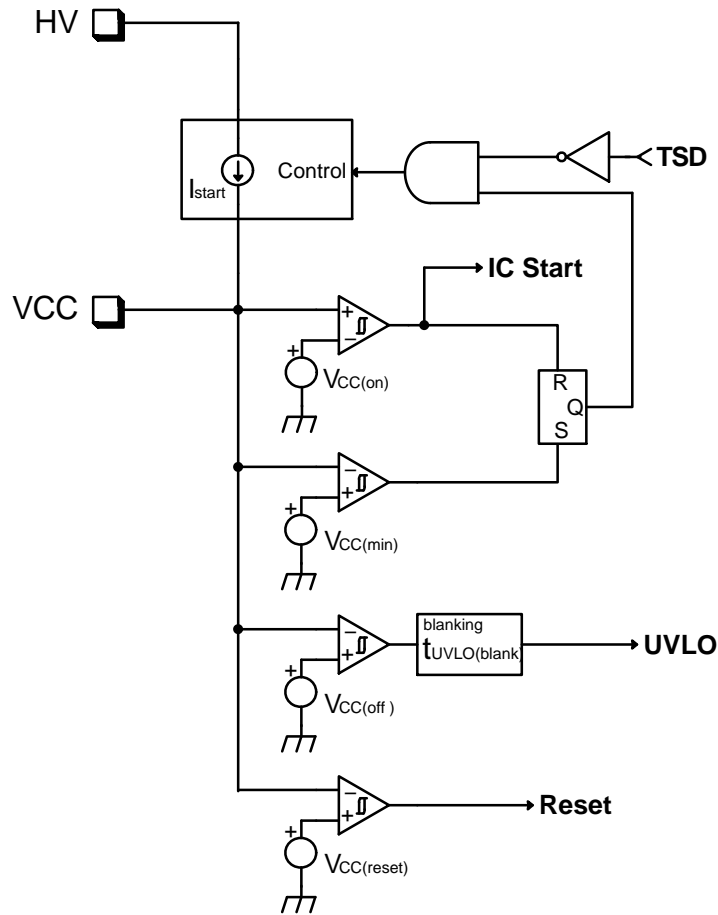 HV
Control
Istart
TSD
IC Start
VCC
+
−
+
VCC(on)
R
Q
S
−
+
+
VCC(min)
−
+
+
VCC(off )
blanking
tUVLO(blank)
UVLO
−
+
+
VCC(reset)
Reset